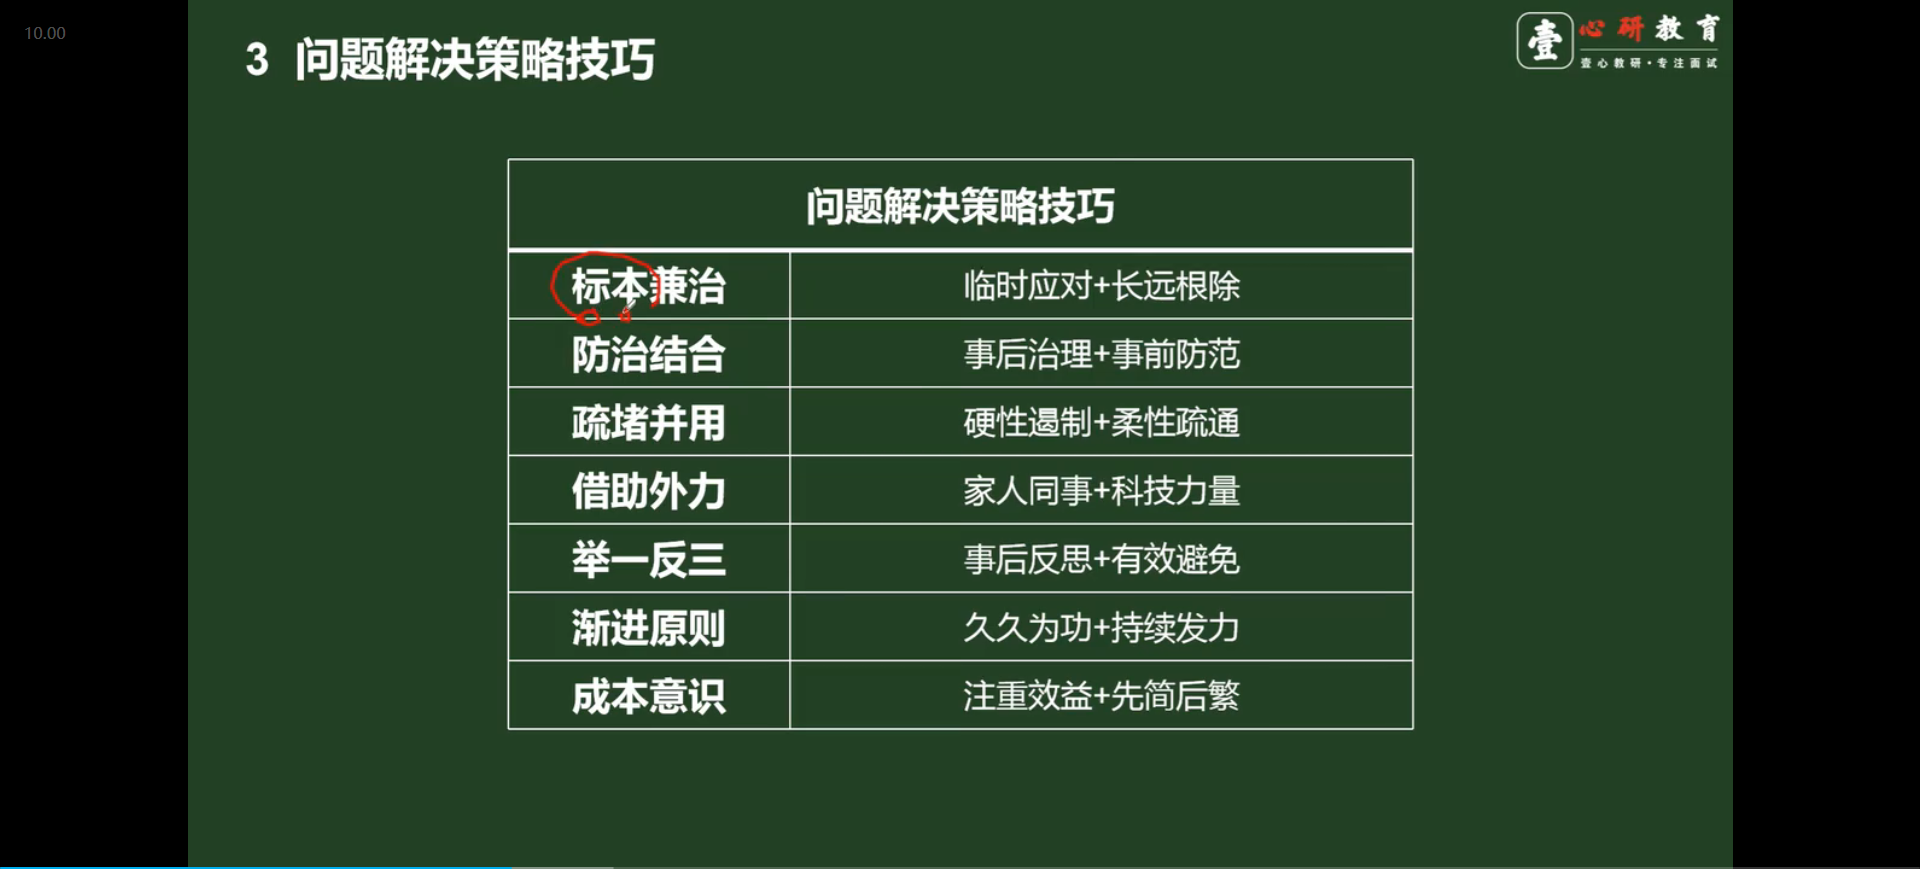 10.00
3 问题解决策略技巧
壹 心研教育
壹心教研·专注面试
问题解决策略技巧
标本兼治 临时应对+长远根除
防治结合 事后治理+事前防范
疏堵并用 硬性遏制+柔性疏通
借助外力 家人同事+科技力量
举一反三 事后反思+有效避免
渐进原则 久久为功+持续发力
成本意识 注重效益+先简后繁